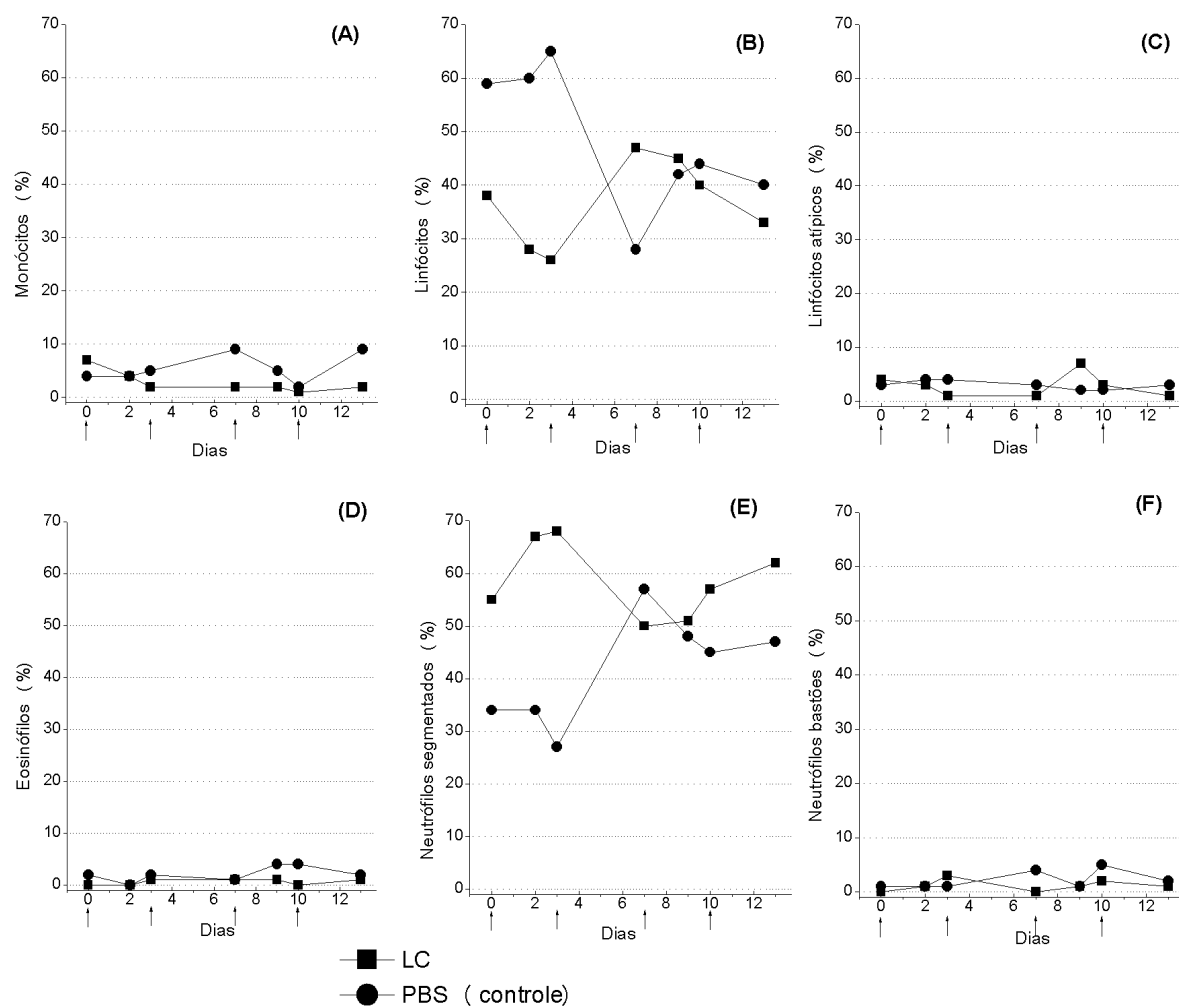 (A)
Monócitos (%)
70
60
50
40
30
20
10
0
0 2 4 6 8 10 12
Dias
(B)
Linfócitos (%)
70
60
50
40
30
20
10
0
0 2 4 6 8 10 12
Dias
(C)
Linfócitos atípicos (%)
70
60
50
40
30
20
10
0
0 2 4 6 8 10 12
Dias
(D)
Eosinófilos (%)
70
60
50
40
30
20
10
0
0 2 4 6 8 10 12
Dias
(E)
Neutrófilos segmentados (%)
70
60
50
40
30
20
10
0
0 2 4 6 8 10 12
Dias
(F)
Neutrófilos bastões (%)
70
60
50
40
30
20
10
0
0 2 4 6 8 10 12
Dias
LC
PBS ( controle)